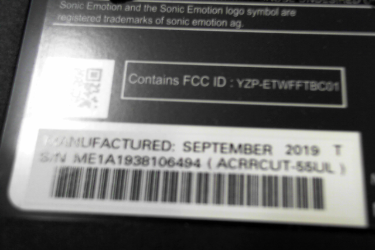 Sonic Emotion and the Sonic Emotion logo symbol are
registered trademarks of sonic emotion ag.
Contains FCC ID : YZP-ETWFFTBC01
MANUFACTURED: SEPTEMBER 2019 T
S/N ME1A1938106494 ( ACRRCUT-55UL )